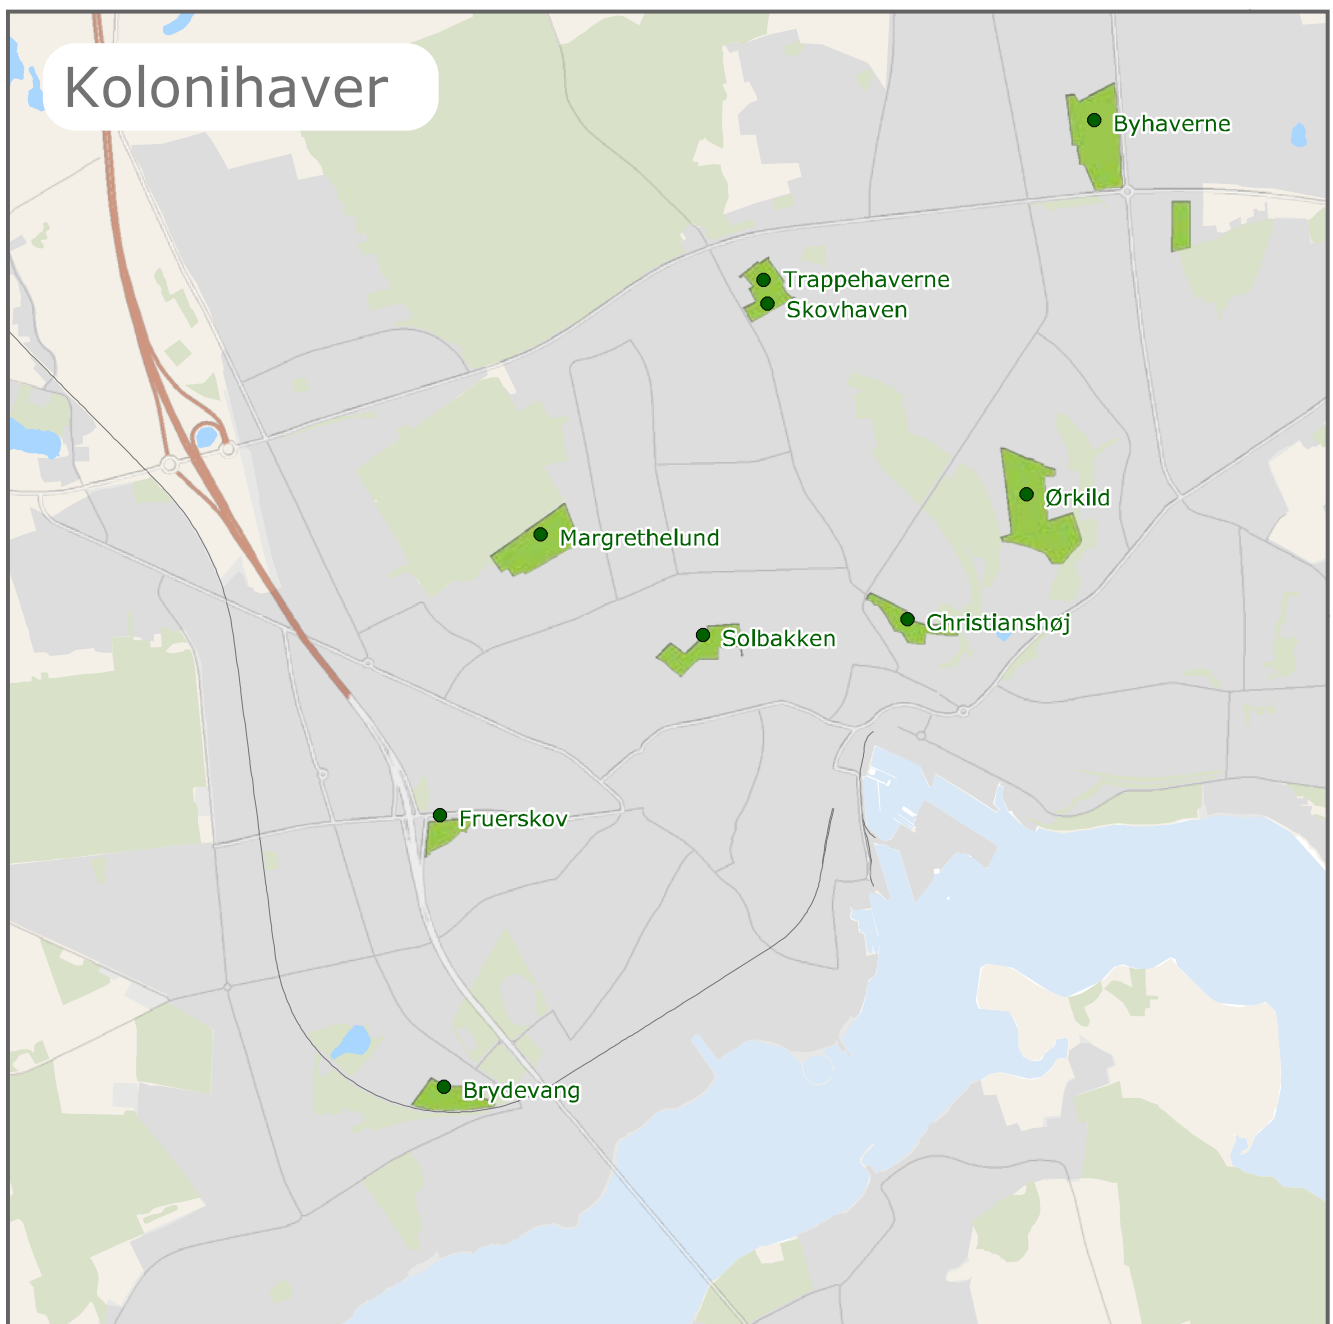 Kolonihaver
Byhaverne
Trappehaverne
Skovhaven
Ørkild
Margrethelund
Christianshøj
Solbakken
Fruerskov
Brydevang